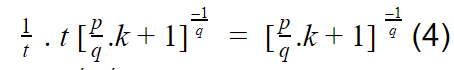 1/t . t [p/q .k + 1]^(-1/q) = [p/q .k + 1]^(-1/q) (4)